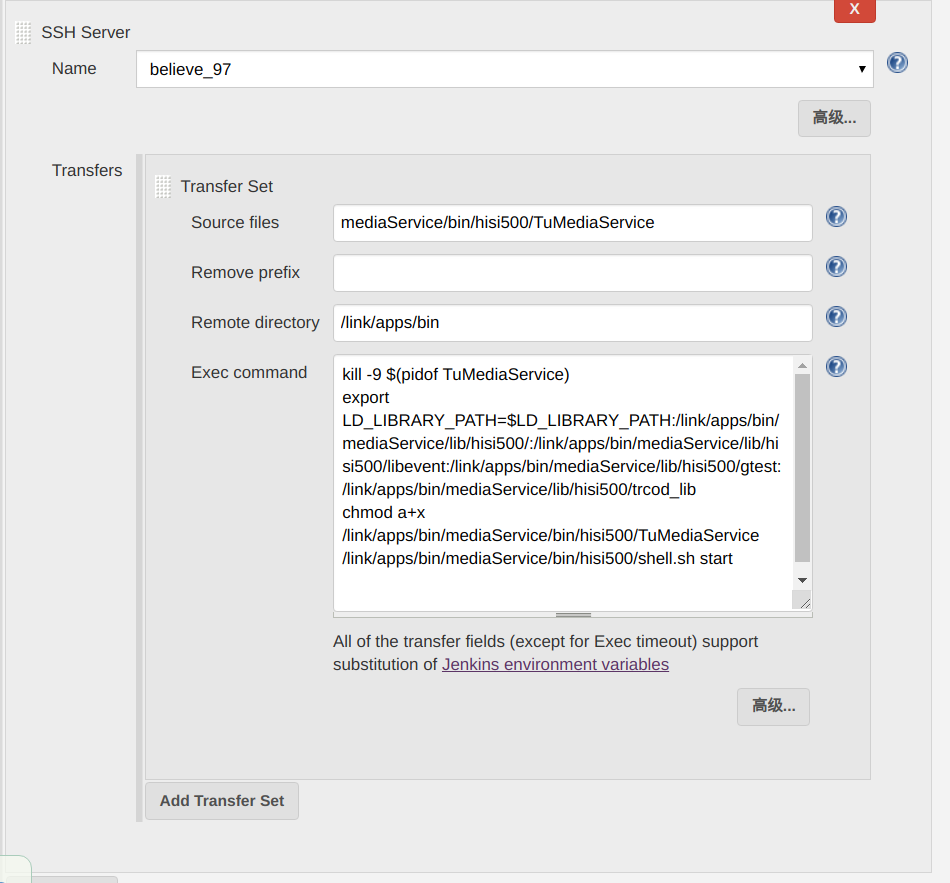 X
SSH Server
Name
believe_97
高级...
Transfers
Transfer Set
Source files
mediaService/bin/hisi500/TuMediaService
Remove prefix
Remote directory
/link/apps/bin
Exec command
kill -9 $(pidof TuMediaService)
export
LD_LIBRARY_PATH=$LD_LIBRARY_PATH:/link/apps/bin/
mediaService/lib/hisi500/:/link/apps/bin/mediaService/lib/hi
si500/libevent:/link/apps/bin/mediaService/lib/hisi500/gtest:
/link/apps/bin/mediaService/lib/hisi500/trcod_lib
chmod a+x
/link/apps/bin/mediaService/bin/hisi500/TuMediaService
/link/apps/bin/mediaService/bin/hisi500/shell.sh start
All of the transfer fields (except for Exec timeout) support
substitution of Jenkins environment variables
高级...
Add Transfer Set